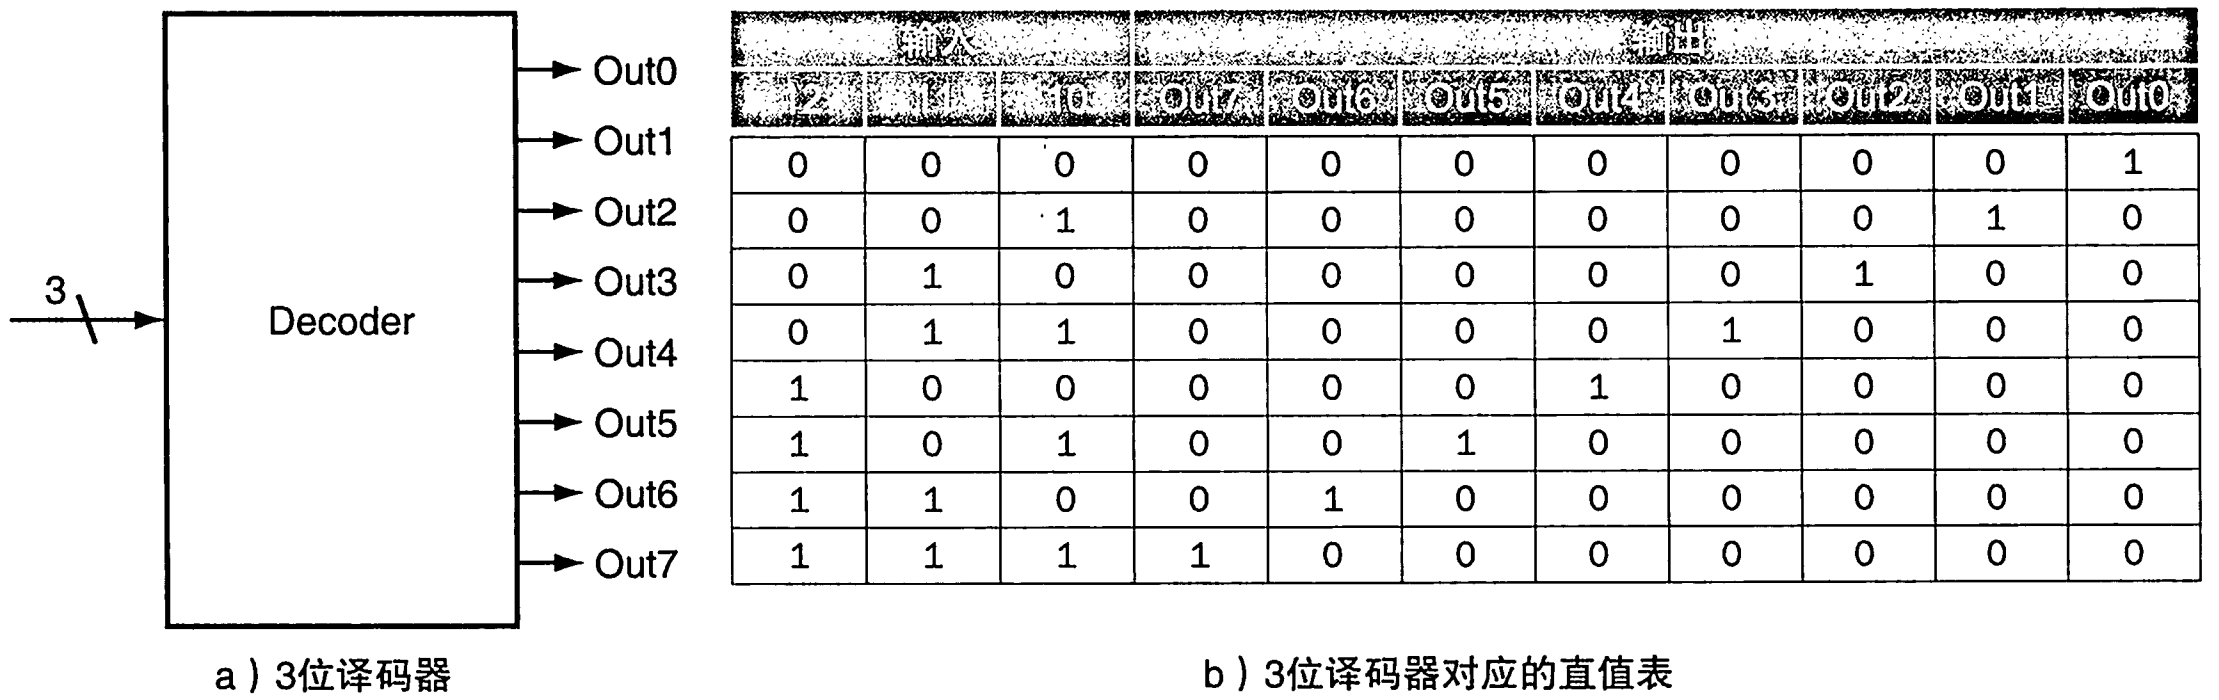 Out0
Out1
Out2
Out3
3
Decoder
Out4
Out5
Out6
Out7
a）3位译码器
输入 输出
12 11 10 Out7 Out6 Out5 Out4 Out3 Out2 Out1 Out0
0 0 0 0 0 0 0 0 0 0 1
0 0 1 0 0 0 0 0 0 1 0
0 1 0 0 0 0 0 0 1 0 0
0 1 1 0 0 0 0 1 0 0 0
1 0 0 0 0 0 1 0 0 0 0
1 0 1 0 0 1 0 0 0 0 0
1 1 0 0 1 0 0 0 0 0 0
1 1 1 1 0 0 0 0 0 0 0
b）3位译码器对应的直值表